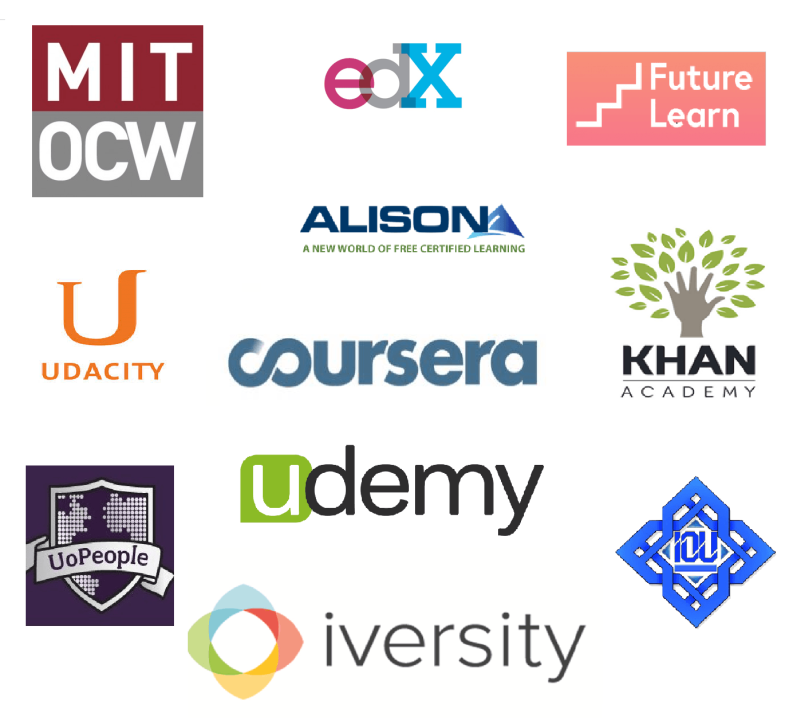 MIT
OCW
edX
Future
Learn
ALISON
A NEW WORLD OF FREE CERTIFIED LEARNING
UDACITY
coursera
KHAN
ACADEMY
UoPeople
udemy
IOU
iversity